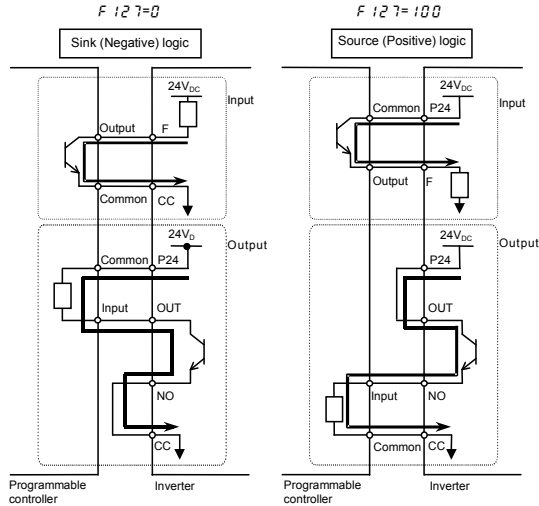 F127=0
Sink (Negative) logic
24VDC
Input
Output
F
Common
CC
24VD
Output
Common
P24
Input
OUT
NO
CC
Programmable
controller
Inverter
F127=100
Source (Positive) logic
24VDC
Common
P24
Input
Output
F
24VDC
Output
P24
OUT
Input
NO
Common
CC
Programmable
controller
Inverter